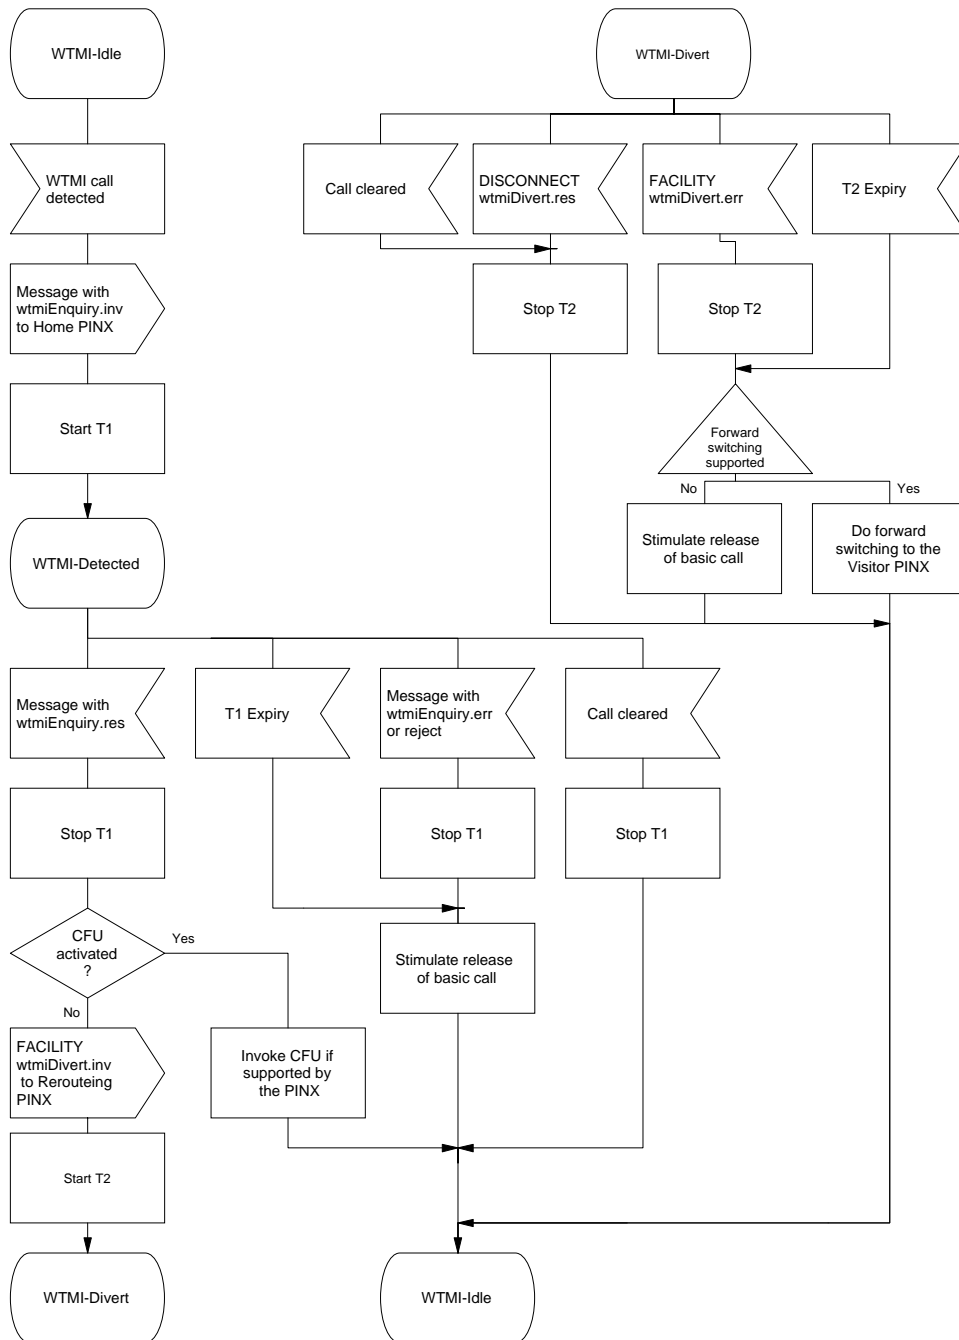 WTMI-Idle
WTMI-Divert
WTMI call
detected
Call cleared
DISCONNECT
wtmiDivert.res
FACILITY
wtmiDivert.err
T2 Expiry
Message with
wtmiEnquiry.inv
to Home PINX
Stop T2
Stop T2
Start T1
Forward
switching
supported
No
Yes
WTMI-Detected
Stimulate release
of basic call
Do forward
switching to the
Visitor PINX
Message with
wtmiEnquiry.res
T1 Expiry
Message with
wtmiEnquiry.err
or reject
Call cleared
Stop T1
Stop T1
Stop T1
CFU
activated
?
Yes
No
Stimulate release
of basic call
FACILITY
wtmiDivert.inv
to Rerouteing
PINX
Invoke CFU if
supported by
the PINX
Start T2
WTMI-Divert
WTMI-Idle